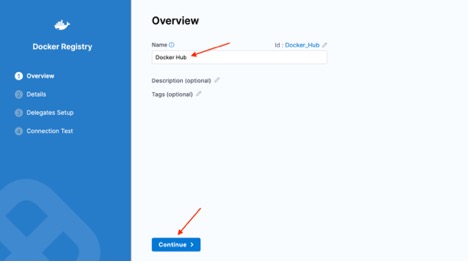 Docker Registry
1 Overview
2 Details
3 Delegates Setup
4 Connection Test
Overview
Name Id : Docker_Hub
Docker Hub
Description (optional)
Tags (optional)
Continue >